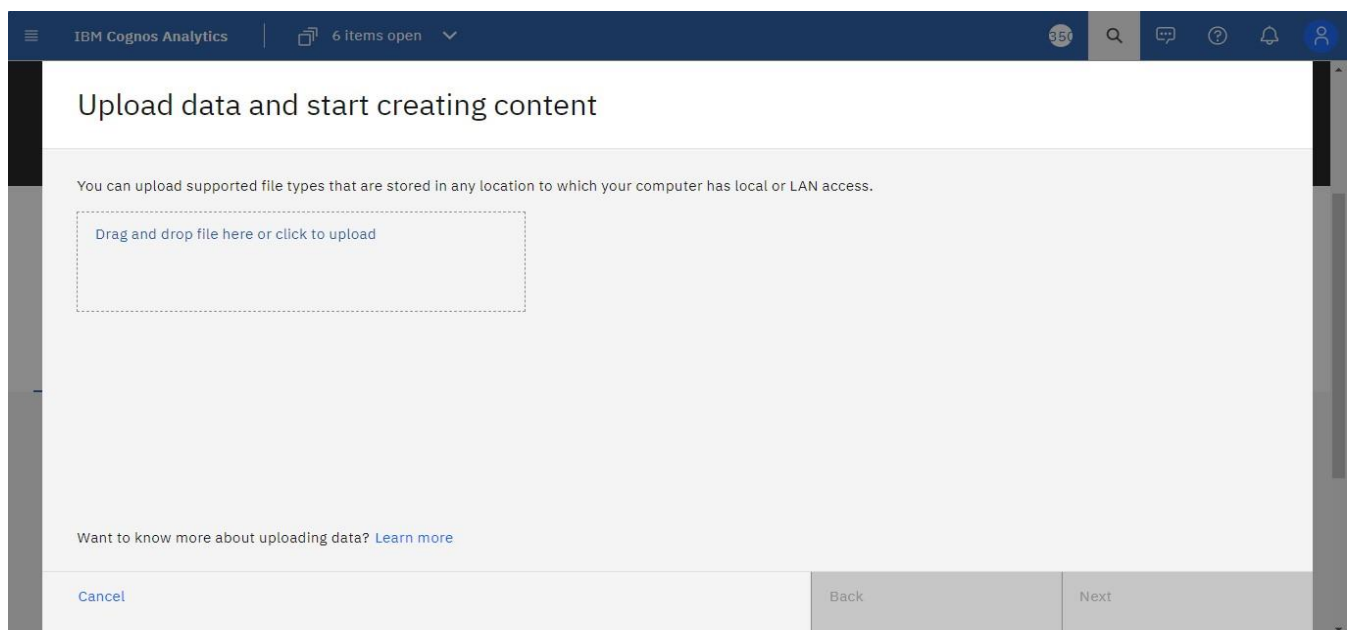 IBM Cognos Analytics 6 items open 350
Upload data and start creating content
You can upload supported file types that are stored in any location to which your computer has local or LAN access.
Drag and drop file here or click to upload
Want to know more about uploading data? Learn more
Cancel Back Next